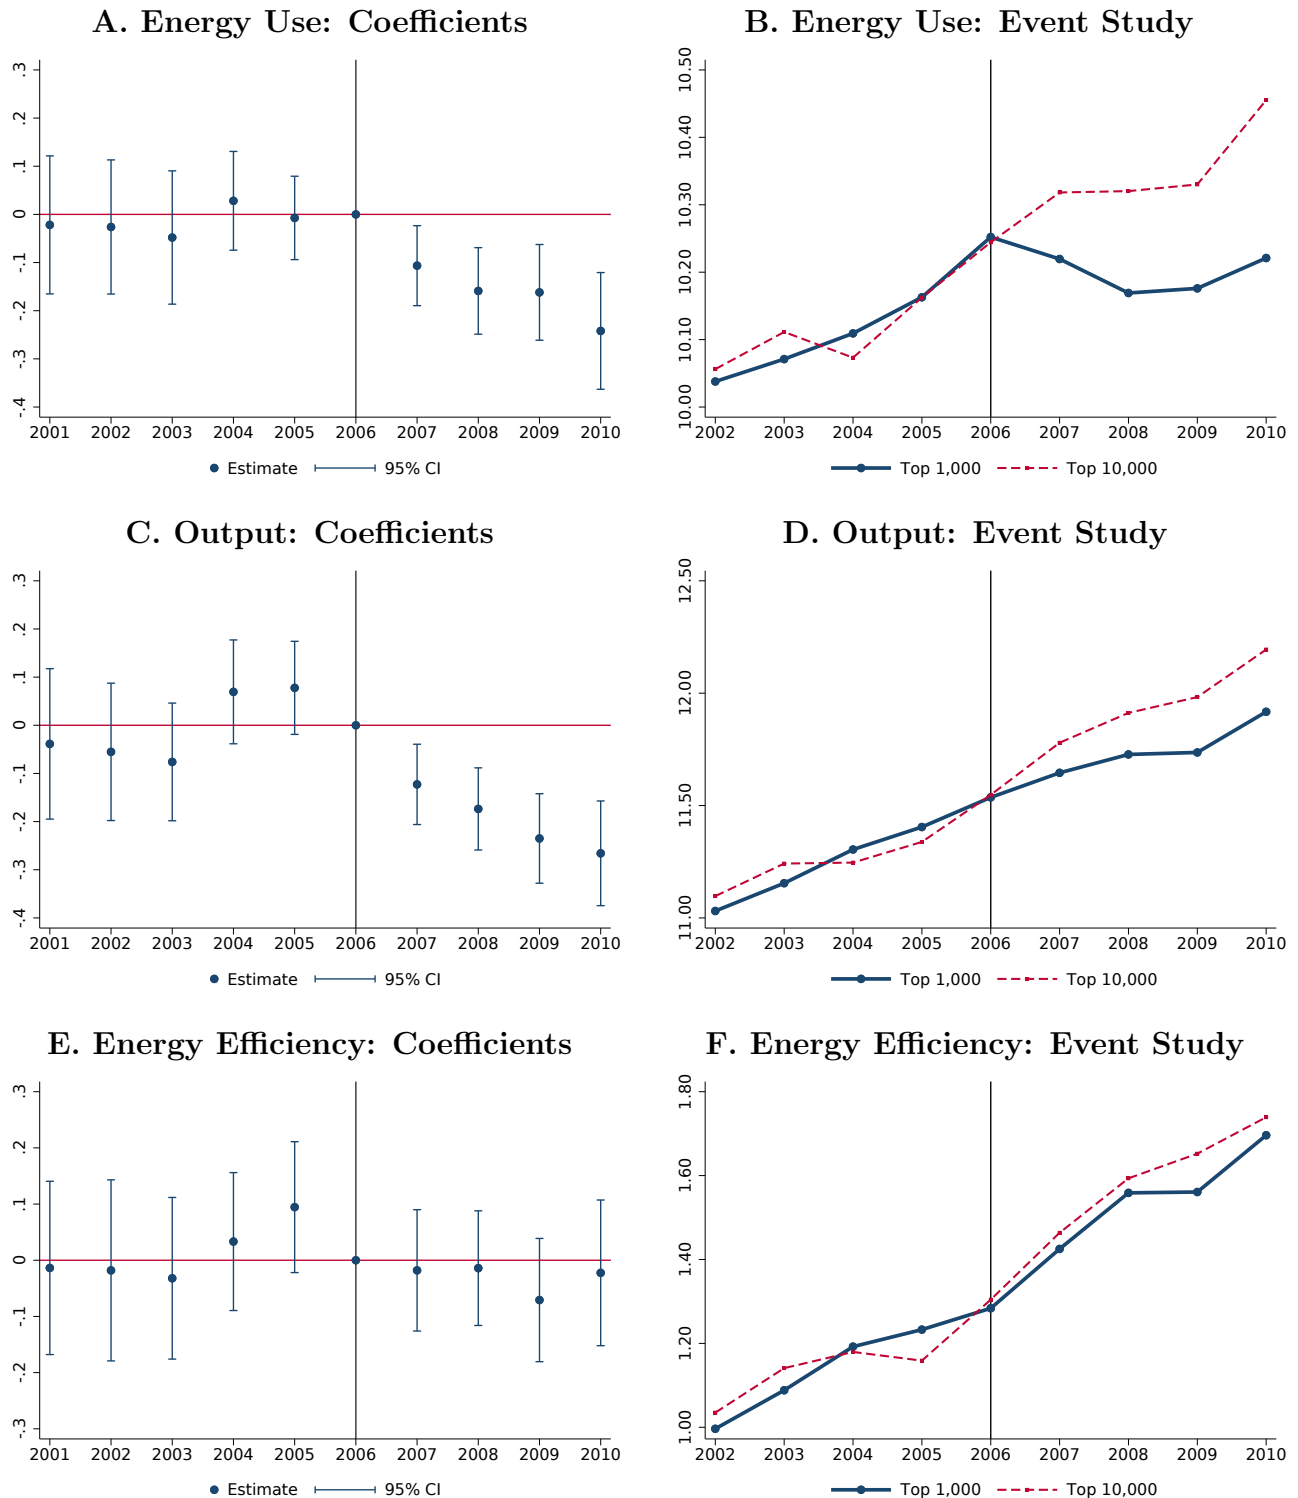 A. Energy Use: Coefficients
.3
.2
.1
0
-.1
-.2
-.3
-.4
2001 2002 2003 2004 2005 2006 2007 2008 2009 2010
Estimate 95% CI
B. Energy Use: Event Study
10.50
10.40
10.30
10.20
10.10
10.00
2002 2003 2004 2005 2006 2007 2008 2009 2010
Top 1,000 Top 10,000
C. Output: Coefficients
.3
.2
.1
0
-.1
-.2
-.3
-.4
2001 2002 2003 2004 2005 2006 2007 2008 2009 2010
Estimate 95% CI
D. Output: Event Study
12.50
12.00
11.50
11.00
2002 2003 2004 2005 2006 2007 2008 2009 2010
Top 1,000 Top 10,000
E. Energy Efficiency: Coefficients
.3
.2
.1
0
-.1
-.2
-.3
2001 2002 2003 2004 2005 2006 2007 2008 2009 2010
Estimate 95% CI
F. Energy Efficiency: Event Study
1.80
1.60
1.40
1.20
1.00
2002 2003 2004 2005 2006 2007 2008 2009 2010
Top 1,000 Top 10,000